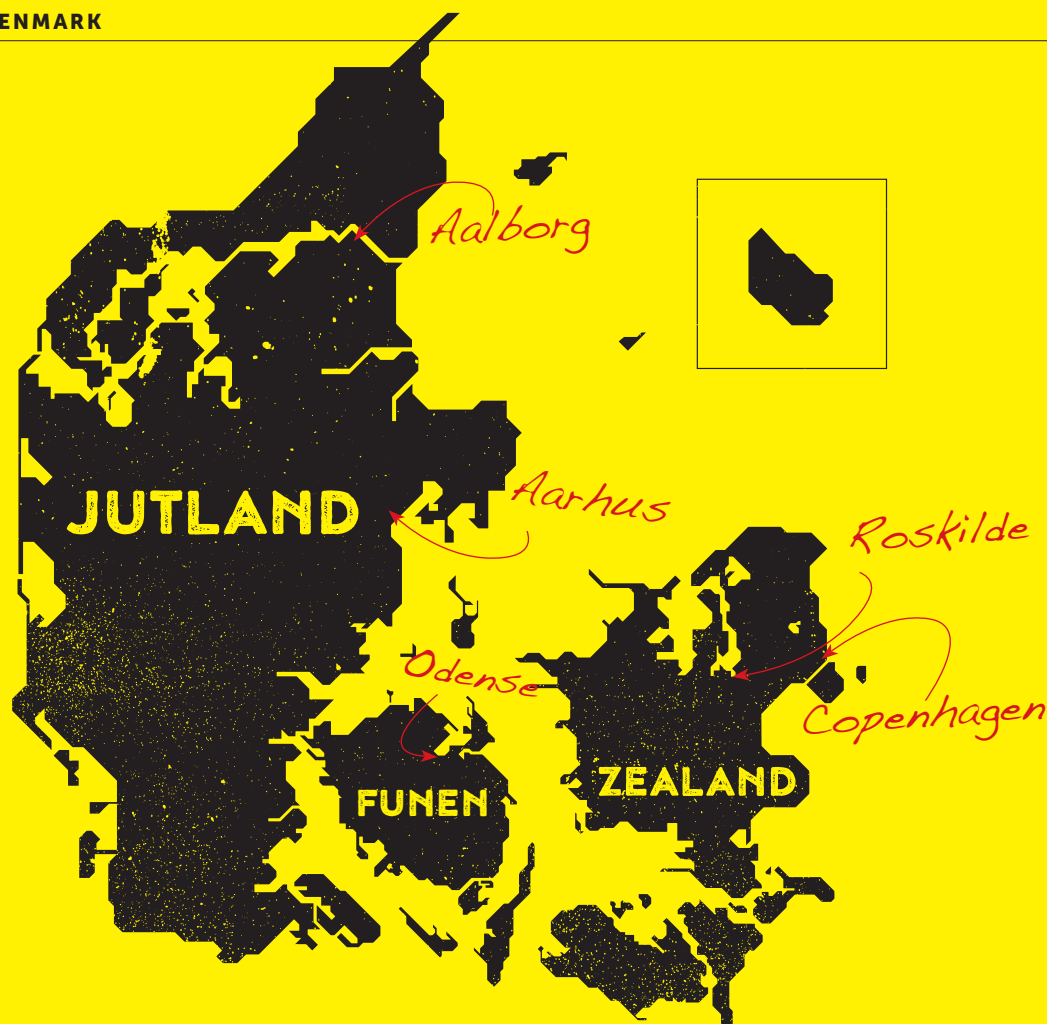 ENMARK
Aalborg
Aarhus
JUTLAND
Roskilde
Odense
Copenhagen
ZEALAND
FUNEN